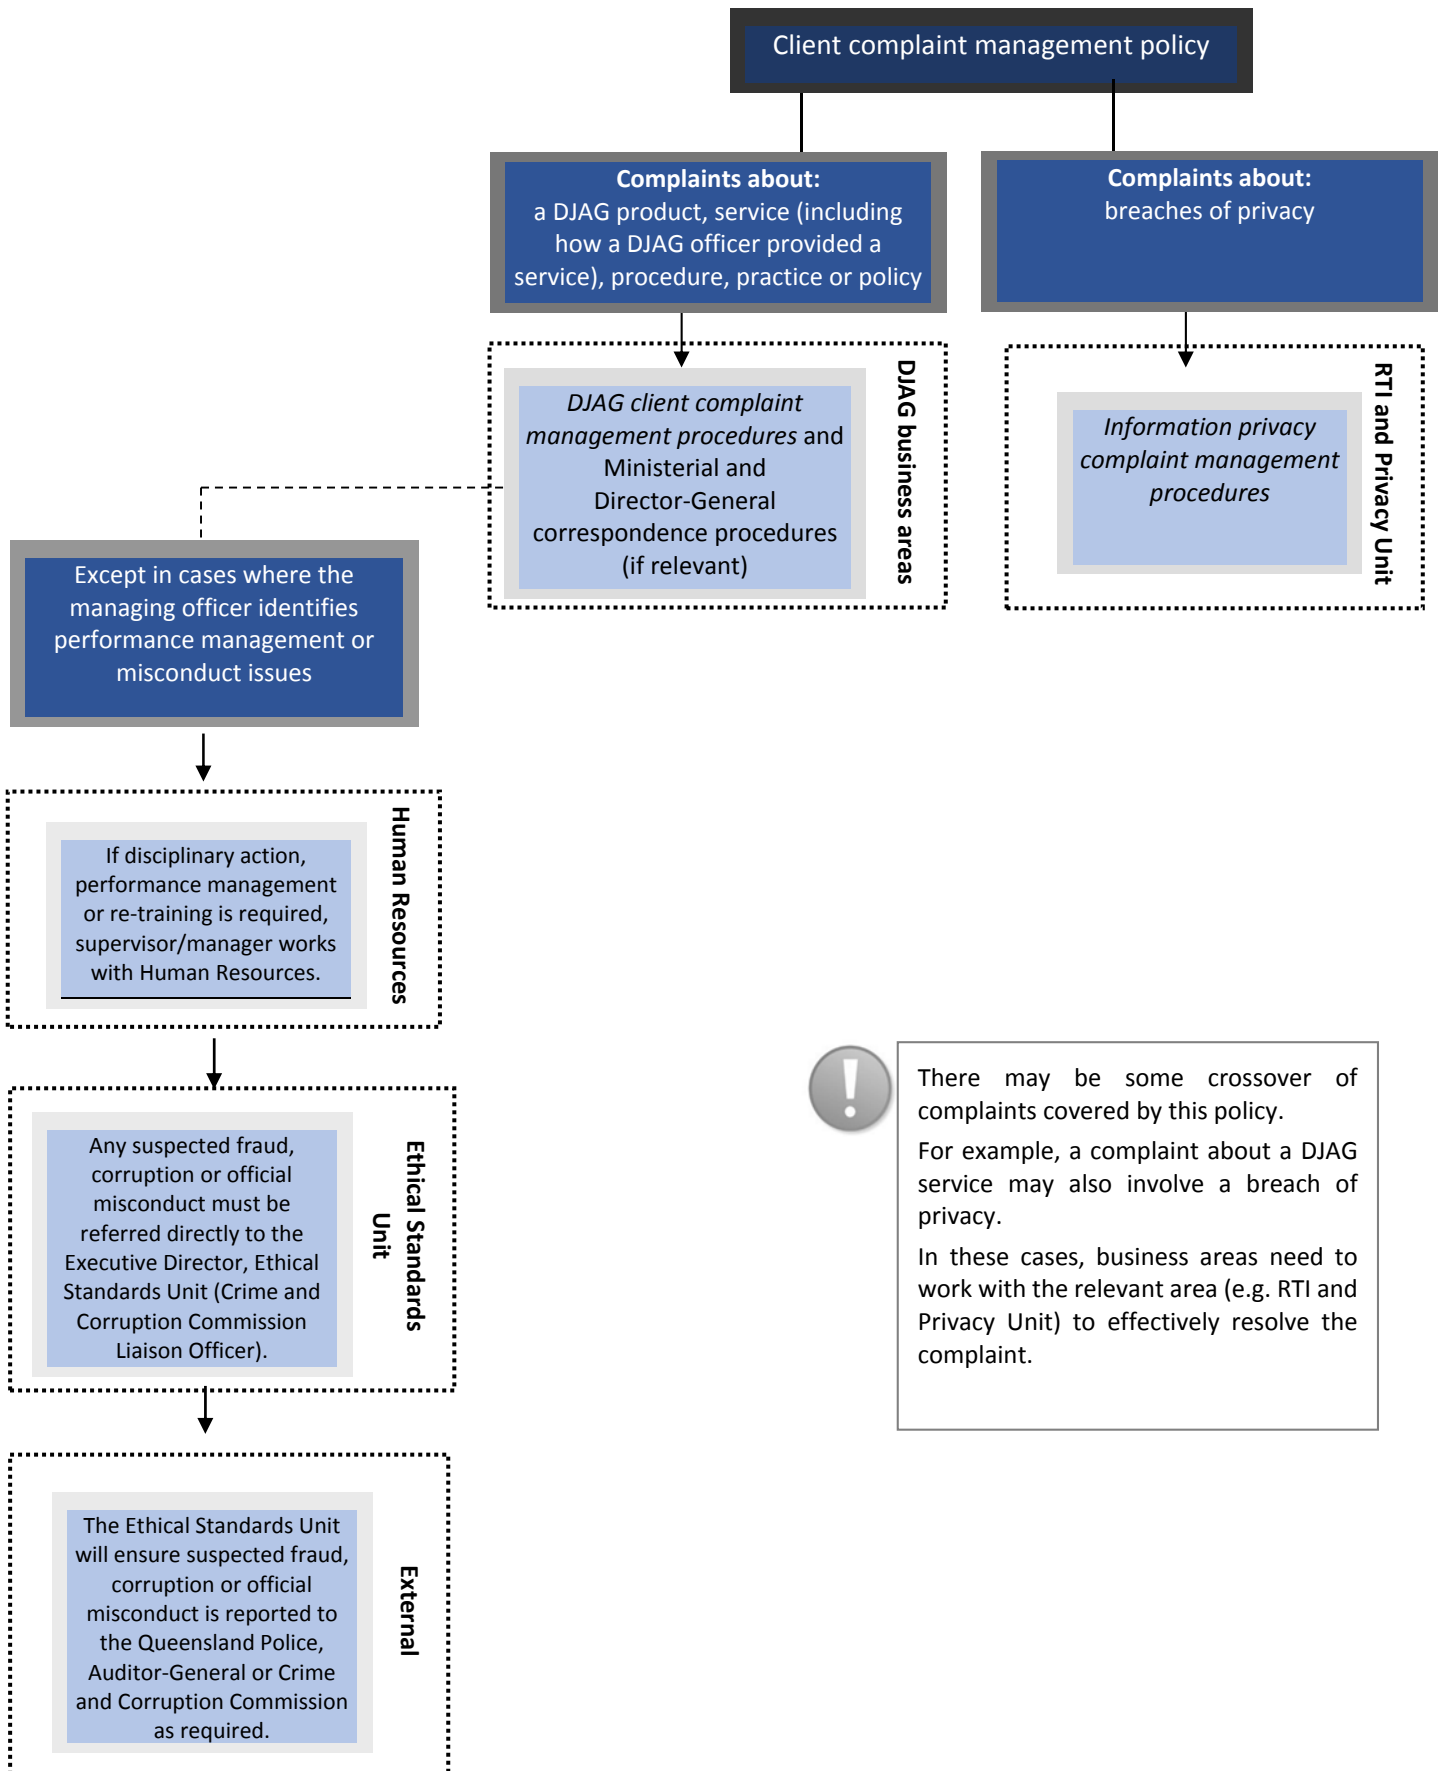 Client complaint management policy
Complaints about:
a DJAG product, service (including
how a DJAG officer provided a
service), procedure, practice or policy
Complaints about:
breaches of privacy
DJAG client complaint
management procedures and
Ministerial and
Director-General
correspondence procedures
(if relevant)
DJAG business areas
Information privacy
complaint management
procedures
RTI and Privacy Unit
Except in cases where the
managing officer identifies
performance management or
misconduct issues
If disciplinary action,
performance management
or re-training is required,
supervisor/manager works
with Human Resources.
Human Resources
Any suspected fraud,
corruption or official
misconduct must be
referred directly to the
Executive Director, Ethical
Standards Unit (Crime and
Corruption Commission
Liaison Officer).
Ethical Standards
Unit
There may be some crossover of
complaints covered by this policy.
For example, a complaint about a DJAG
service may also involve a breach of
privacy.
In these cases, business areas need to
work with the relevant area (e.g. RTI and
Privacy Unit) to effectively resolve the
complaint.
The Ethical Standards Unit
will ensure suspected fraud,
corruption or official
misconduct is reported to
the Queensland Police,
Auditor-General or Crime
and Corruption Commission
as required.
External